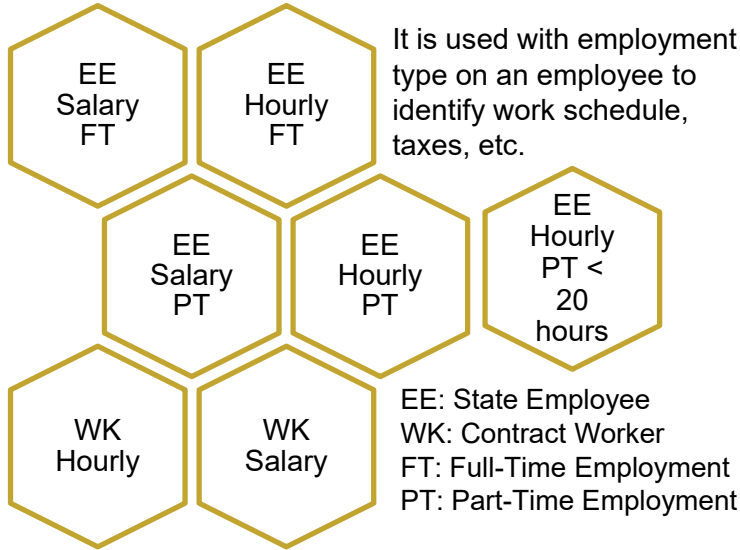 EE
Salary
FT
EE
Hourly
FT
It is used with employment
type on an employee to
identify work schedule,
taxes, etc.
EE
Salary
PT
EE
Hourly
PT
EE
Hourly
PT <
20
hours
WK
Hourly
WK
Salary
EE: State Employee
WK: Contract Worker
FT: Full-Time Employment
PT: Part-Time Employment